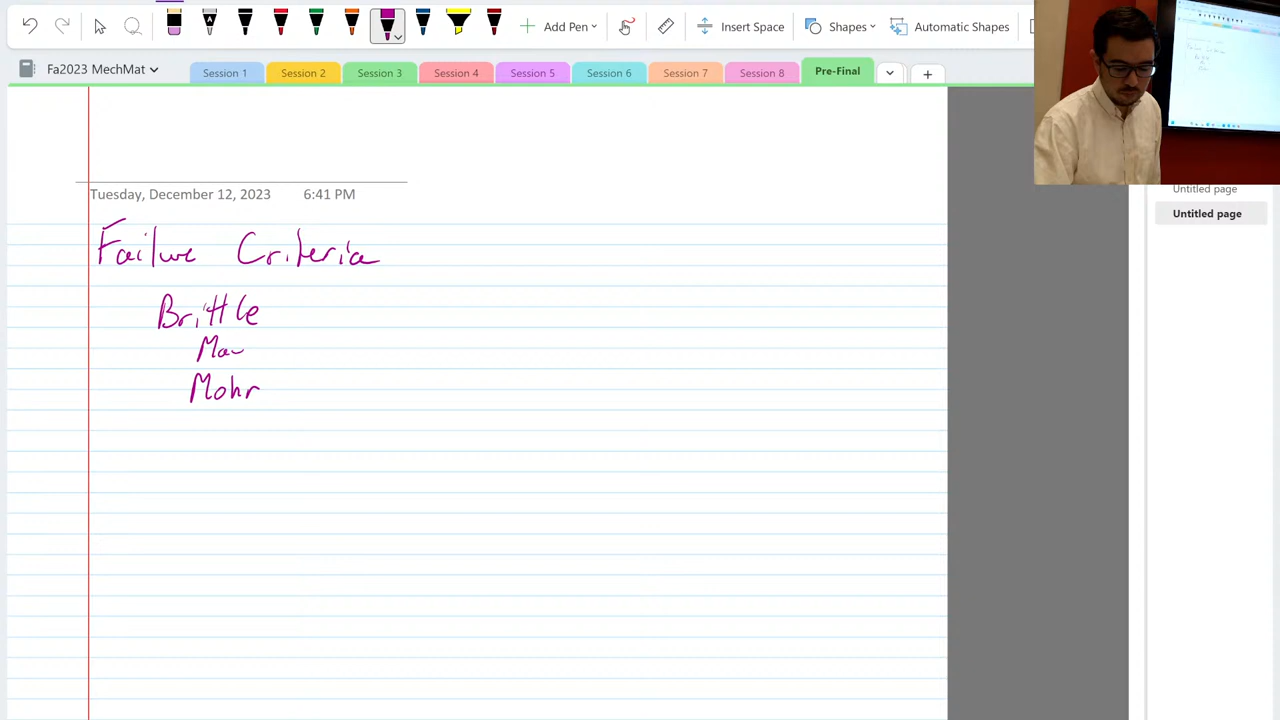 Add Pen
Insert Space
Shapes
Automatic Shapes
Fa2023 MechMat
Session 1
Session 2
Session 3
Session 4
Session 5
Session 6
Session 7
Session 8
Pre-Final
Untitled page
Untitled page
Tuesday, December 12, 2023 6:41 PM
Failure Criteria
Brittle
Mohr